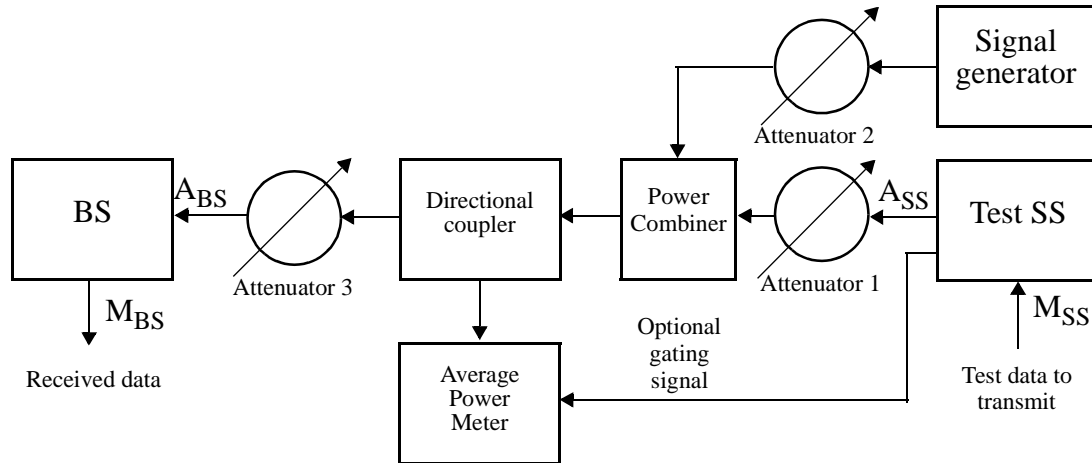 Signal
generator
Attenuator 2
BS
A_BS
Attenuator 3
Directional
coupler
Power
Combiner
A_SS
Attenuator 1
Test SS
M_BS
Received data
Average
Power
Meter
Optional
gating
signal
M_SS
Test data to
transmit